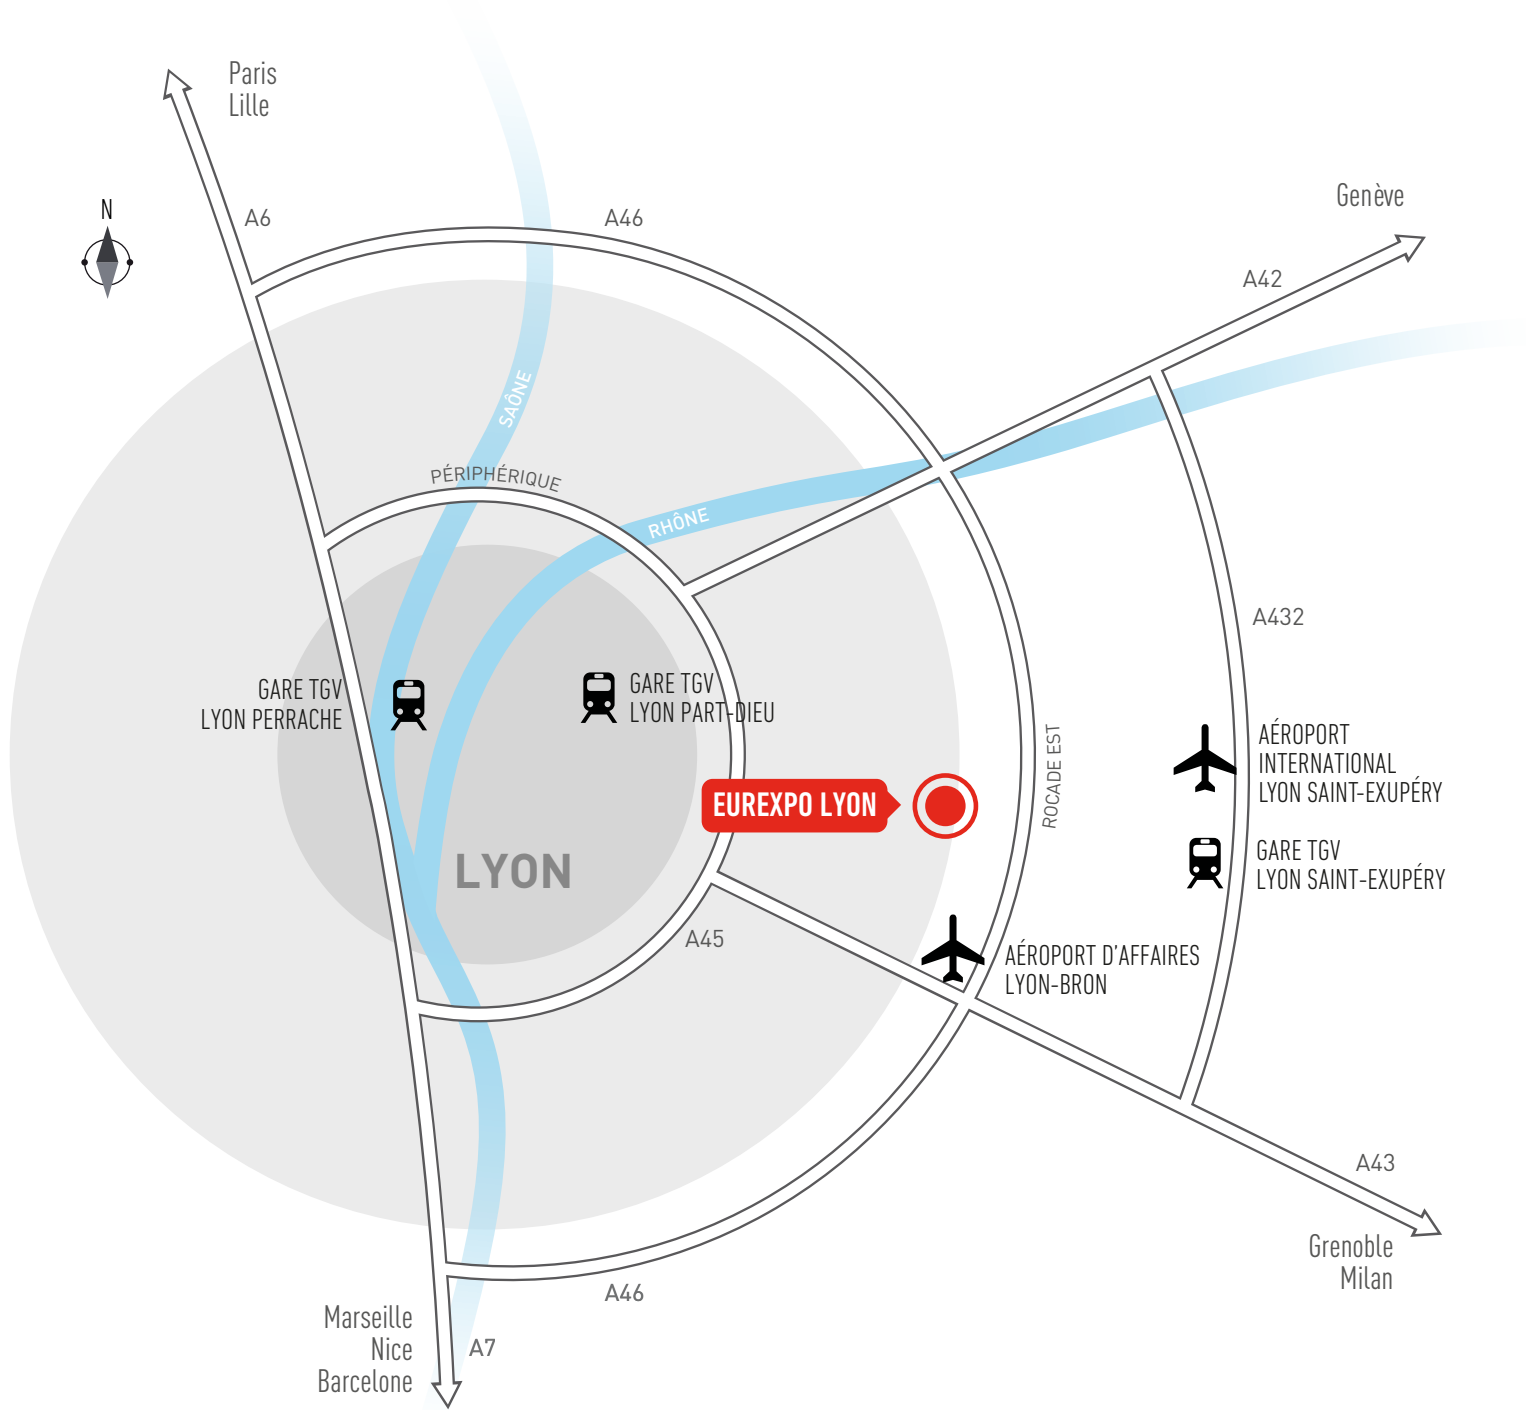 Paris
Lille
N
A6
A46
Genève
A42
SAÔNE
PÉRIPHÉRIQUE
RHÔNE
A432
GARE TGV
LYON PERRACHE
GARE TGV
LYON PART-DIEU
ROCADE EST
AÉROPORT
INTERNATIONAL
LYON SAINT-EXUPÉRY
EUREXPO LYON
GARE TGV
LYON SAINT-EXUPÉRY
LYON
A45
AÉROPORT D'AFFAIRES
LYON-BRON
A43
Grenoble
Milan
A46
Marseille
Nice
Barcelone
A7